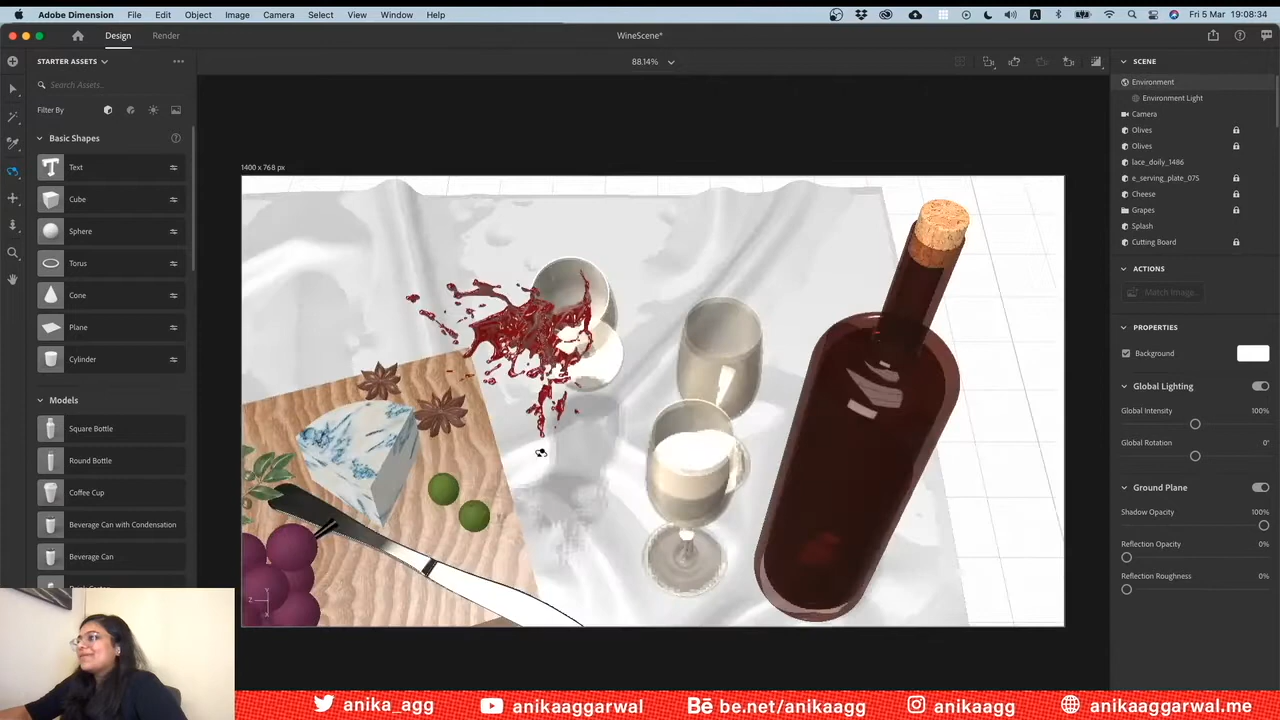 Adobe Dimension File Edit Object Image Camera Select View Window Help
Fri 5 Mar 19:08:34
Design Render
WineScene*
STARTER ASSETS
88.14%
Search Assets...
Filter By
Basic Shapes
Text
Cube
Sphere
Torus
Cone
Plane
Cylinder
Models
Square Bottle
Round Bottle
Coffee Cup
Beverage Can with Condensation
Beverage Can
1400 x 768 px
Y
Z
X
SCENE
Environment
Environment Light
Camera
Olives
Olives
lace_doily_1486
e_serving_plate_075
Cheese
Grapes
Splash
Cutting Board
ACTIONS
Match Image...
PROPERTIES
Background
Global Lighting
Global Intensity 100%
Global Rotation 0°
Ground Plane
Shadow Opacity 100%
Reflection Opacity 0%
Reflection Roughness 0%
anika_agg anikaaggarwal Bē be.net/anikaagg anikaagg anikaaggarwal.me